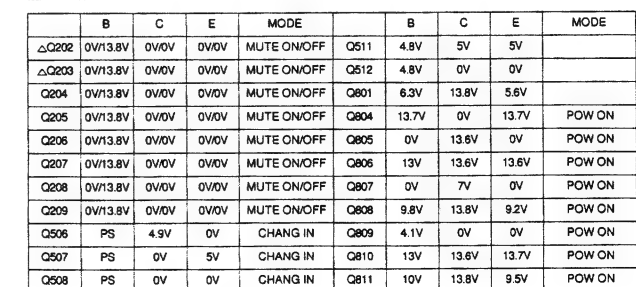 B C E MODE B C E MODE
△Q202 0V/13.8V 0V/0V 0V/0V MUTE ON/OFF Q511 4.8V 5V 5V
△Q203 0V/13.8V 0V/0V 0V/0V MUTE ON/OFF Q512 4.8V 0V 0V
Q204 0V/13.8V 0V/0V 0V/0V MUTE ON/OFF Q801 6.3V 13.8V 5.6V
Q205 0V/13.8V 0V/0V 0V/0V MUTE ON/OFF Q804 13.7V 0V 13.7V POW ON
Q206 0V/13.8V 0V/0V 0V/0V MUTE ON/OFF Q805 0V 13.6V 0V POW ON
Q207 0V/13.8V 0V/0V 0V/0V MUTE ON/OFF Q806 13V 13.6V 13.6V POW ON
Q208 0V/13.8V 0V/0V 0V/0V MUTE ON/OFF Q807 0V 7V 0V POW ON
Q209 0V/13.8V 0V/0V 0V/0V MUTE ON/OFF Q808 9.8V 13.8V 9.2V POW ON
Q506 PS 4.9V 0V CHANG IN Q809 4.1V 0V 0V POW ON
Q507 PS 0V 5V CHANG IN Q810 13V 13.6V 13.7V POW ON
Q508 PS 0V 0V CHANG IN Q811 10V 13.8V 9.5V POW ON